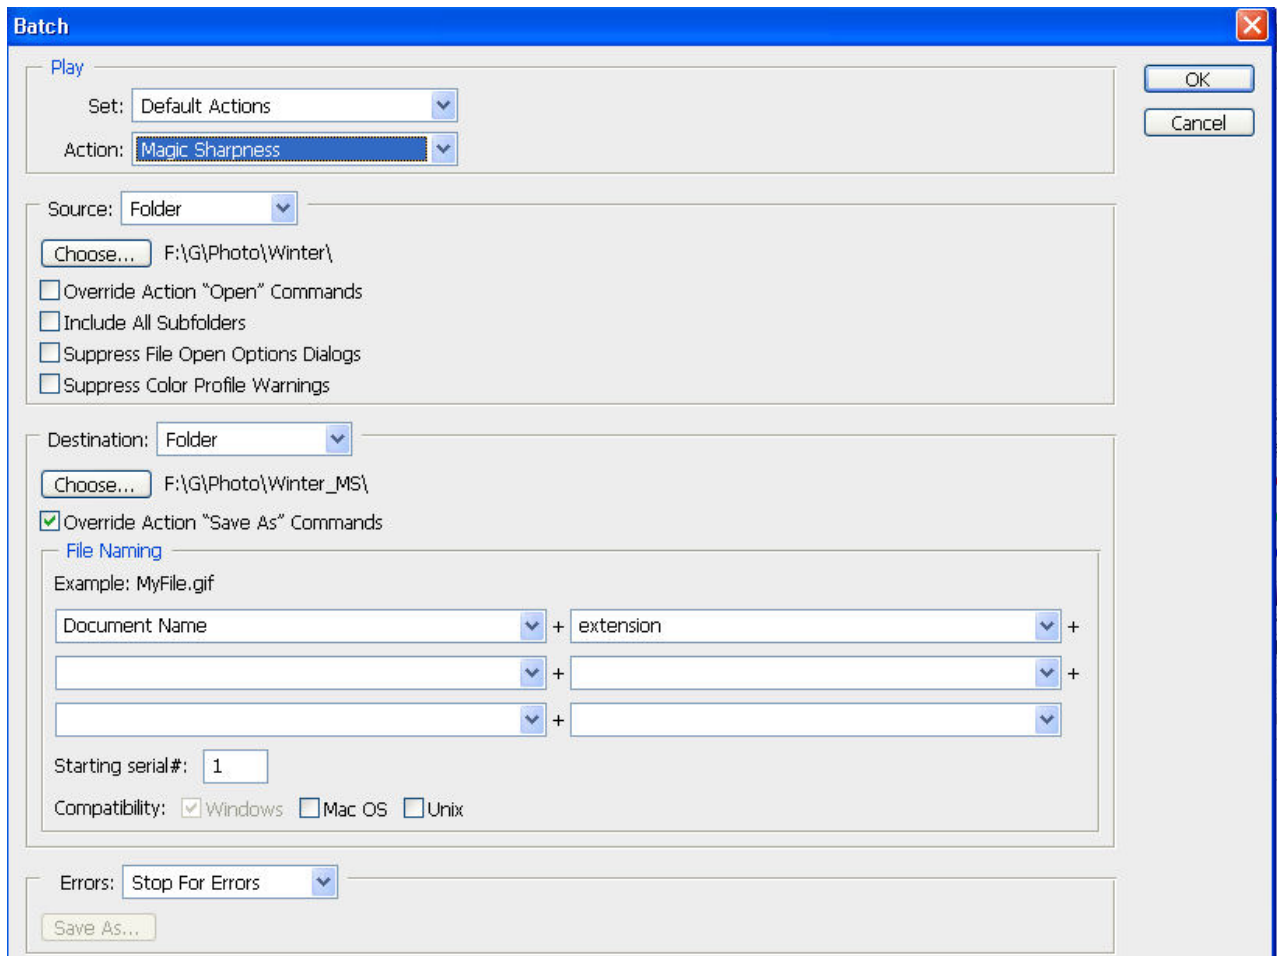 Batch
Play
OK
Set: Default Actions
Cancel
Action: Magic Sharpness
Source: Folder
Choose... F:\G\Photo\Winter\
Override Action "Open" Commands
Include All Subfolders
Suppress File Open Options Dialogs
Suppress Color Profile Warnings
Destination: Folder
Choose... F:\G\Photo\Winter_MS\
Override Action "Save As" Commands
File Naming
Example: MyFile.gif
Document Name + extension +
+ +
+
Starting serial#: 1
Compatibility: Windows Mac OS Unix
Errors: Stop For Errors
Save As...